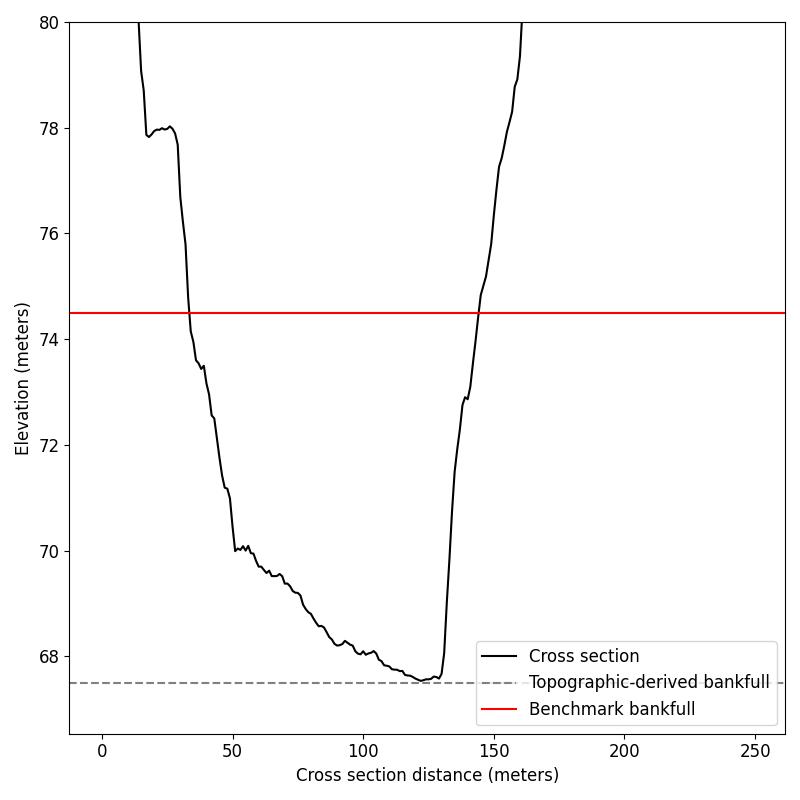 80
78
76
74
72
70
68
Elevation (meters)
Cross section
Topographic-derived bankfull
Benchmark bankfull
0 50 100 150 200 250
Cross section distance (meters)